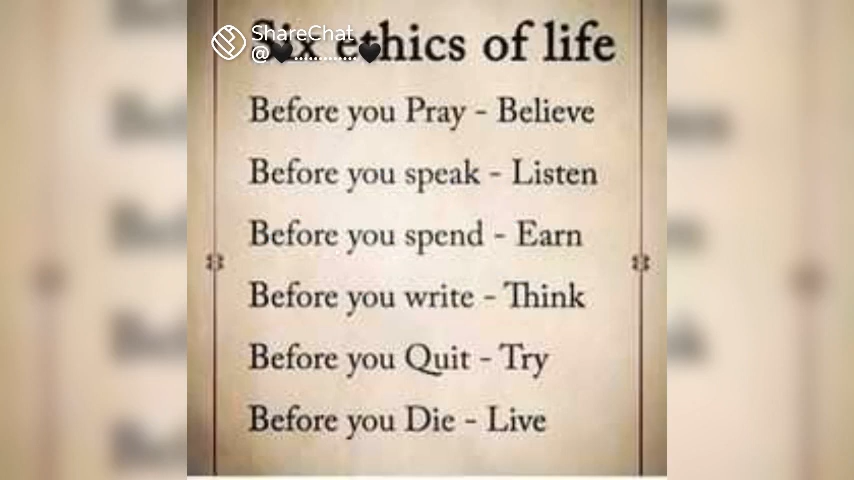 ShareChat
@🖤.............🖤
Six ethics of life
Before you Pray - Believe
Before you speak - Listen
Before you spend - Earn
Before you write - Think
Before you Quit - Try
Before you Die - Live